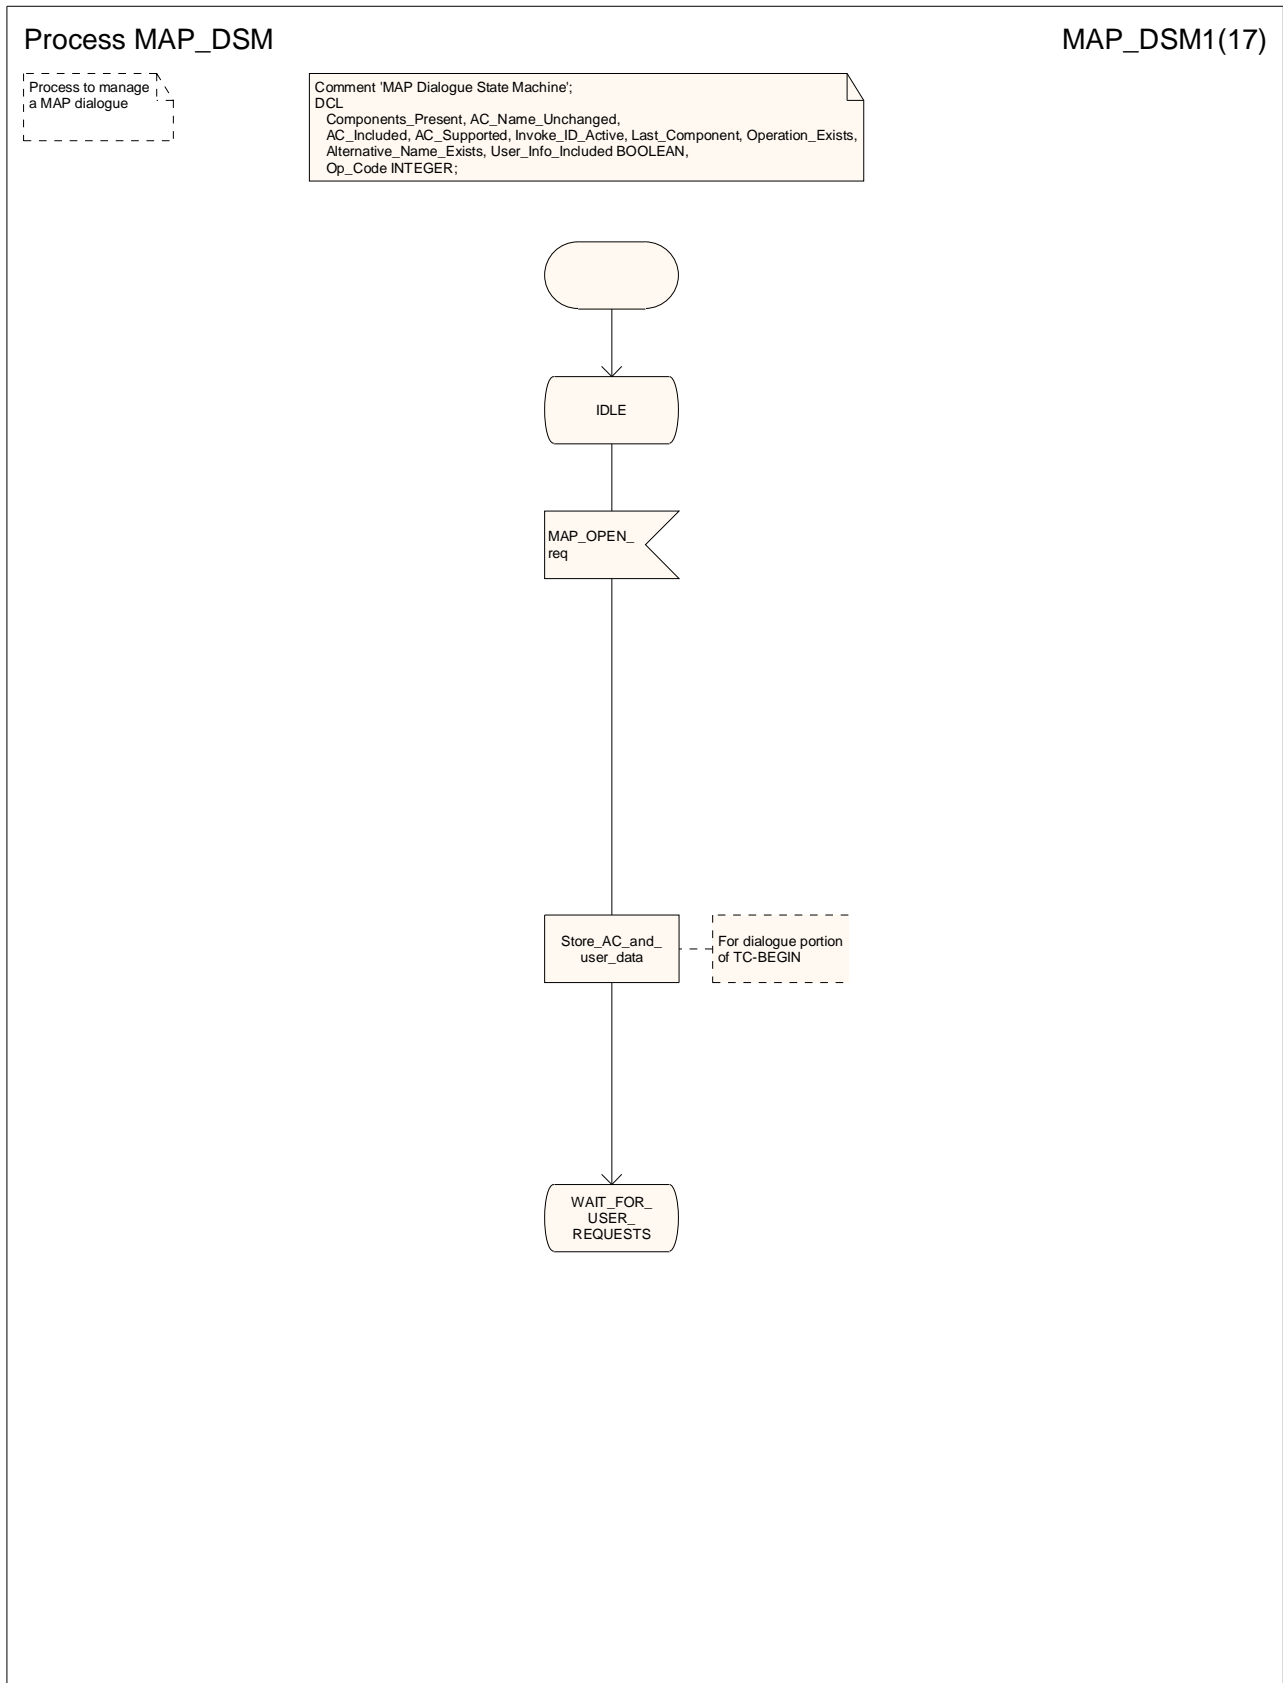 Process MAP_DSM
MAP_DSM1(17)
Process to manage
a MAP dialogue
Comment 'MAP Dialogue State Machine';
DCL
Components_Present, AC_Name_Unchanged,
AC_Included, AC_Supported, Invoke_ID_Active, Last_Component, Operation_Exists,
Alternative_Name_Exists, User_Info_Included BOOLEAN,
Op_Code INTEGER;
IDLE
MAP_OPEN_
req
Store_AC_and_
user_data
For dialogue portion
of TC-BEGIN
WAIT_FOR_
USER_
REQUESTS